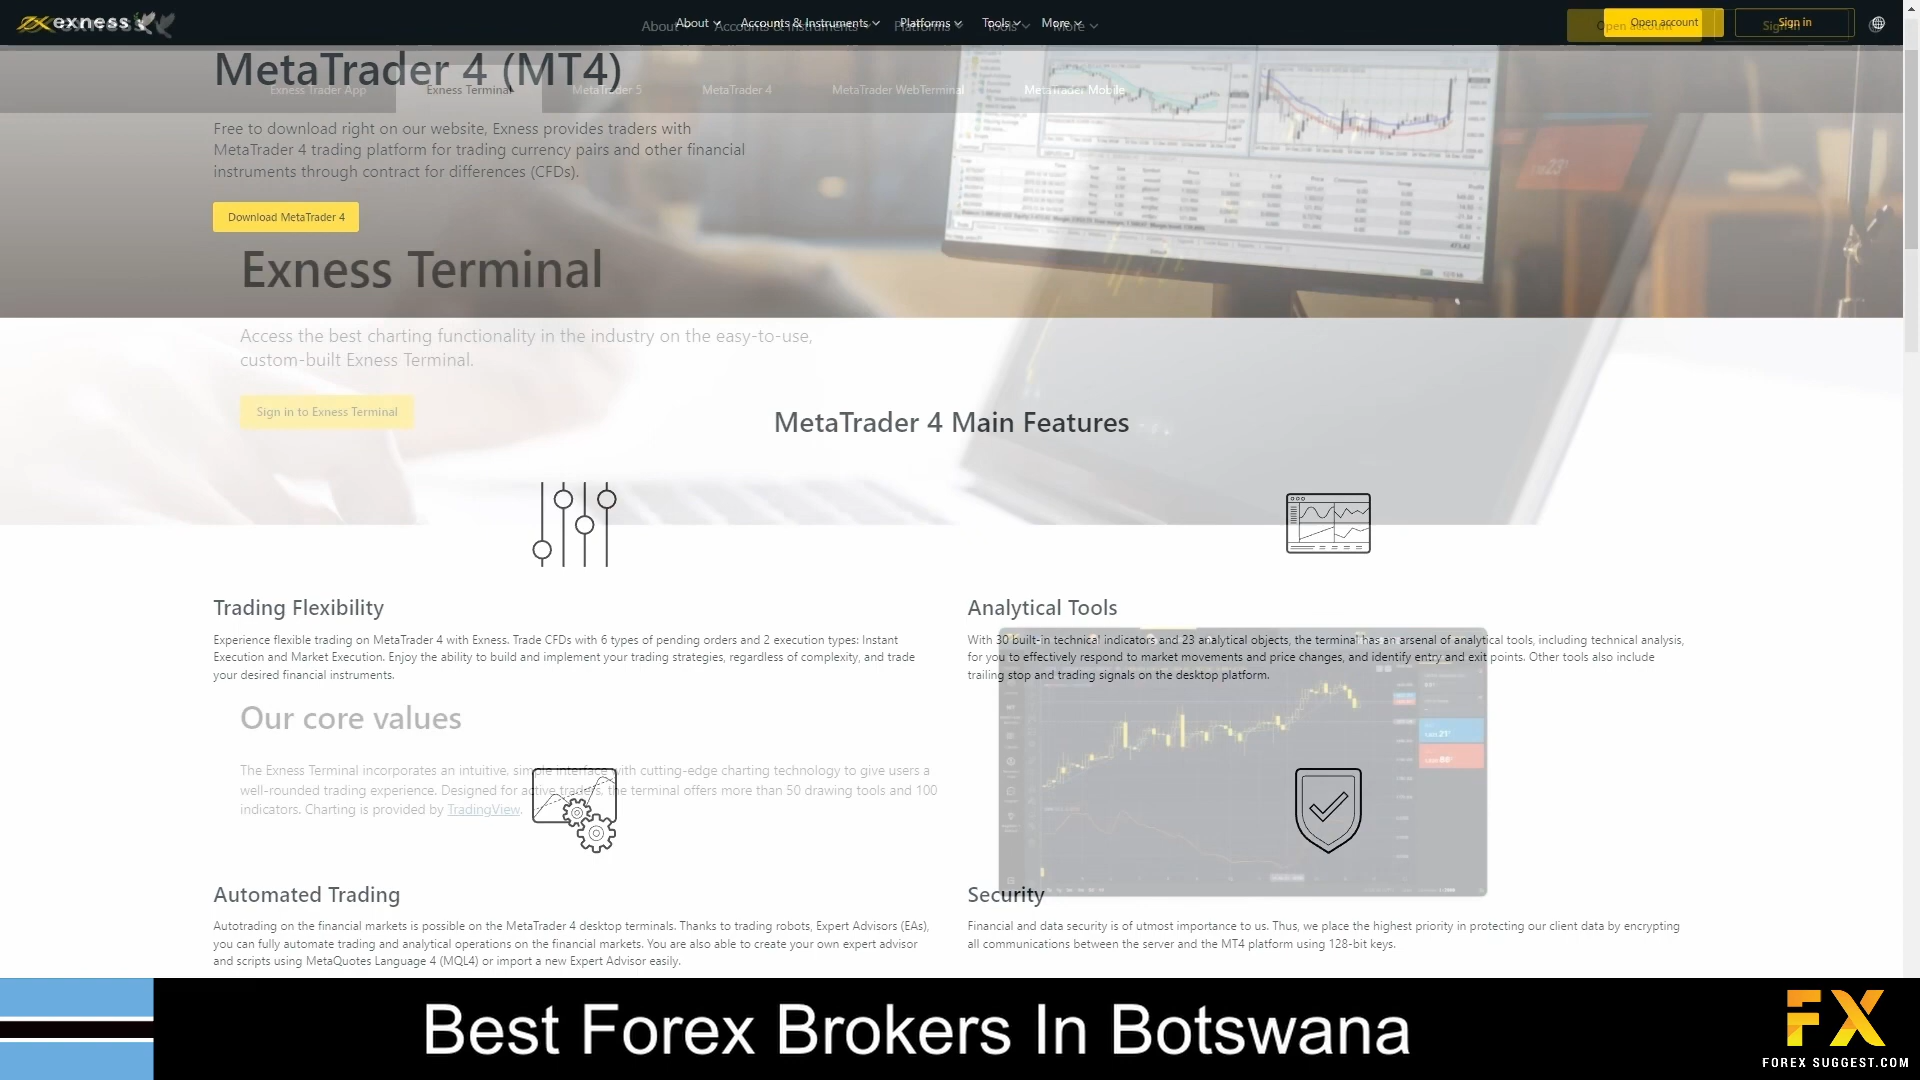 exness
About
Accounts & Instruments
Platforms
Tools
More
Open account
Sign in
About
Accounts & Instruments
Platforms
Tools
More
Open account
Sign in
MetaTrader 4 (MT4)
Exness Trader App
Exness Terminal
MetaTrader 5
MetaTrader 4
MetaTrader WebTerminal
MetaTrader Mobile
Free to download right on our website, Exness provides traders with
MetaTrader 4 trading platform for trading currency pairs and other financial
instruments through contract for differences (CFDs).
Download MetaTrader 4
Exness Terminal
Access the best charting functionality in the industry on the easy-to-use,
custom-built Exness Terminal.
Sign in to Exness Terminal
MetaTrader 4 Main Features
Trading Flexibility
Experience flexible trading on MetaTrader 4 with Exness. Trade CFDs with 6 types of pending orders and 2 execution types: Instant
Execution and Market Execution. Enjoy the ability to build and implement your trading strategies, regardless of complexity, and trade
your desired financial instruments.
Analytical Tools
With 30 built-in technical indicators and 23 analytical objects, the terminal has an arsenal of analytical tools, including technical analysis,
for you to effectively respond to market movements and price changes, and identify entry and exit points. Other tools also include
trailing stop and trading signals on the desktop platform.
Our core values
The Exness Terminal incorporates an intuitive, simple interface with cutting-edge charting technology to give users a
well-rounded trading experience. Designed for active traders, the terminal offers more than 50 drawing tools and 100
indicators. Charting is provided by TradingView.
Automated Trading
Autotrading on the financial markets is possible on the MetaTrader 4 desktop terminals. Thanks to trading robots, Expert Advisors (EAs),
you can fully automate trading and analytical operations on the financial markets. You are also able to create your own expert advisor
and scripts using MetaQuotes Language 4 (MQL4) or import a new Expert Advisor easily.
Security
Financial and data security is of utmost importance to us. Thus, we place the highest priority in protecting our client data by encrypting
all communications between the server and the MT4 platform using 128-bit keys.
Best Forex Brokers In Botswana
FX
FOREX SUGGEST.COM